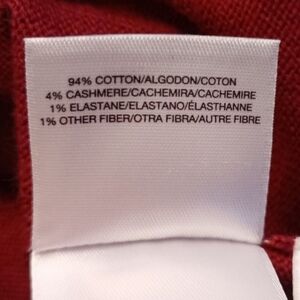 94% COTTON/ALGODON/COTON
4% CASHMERE/CACHEMIRA/CACHEMIRE
1% ELASTANE/ELASTANO/ÉLASTHANNE
1% OTHER FIBER/OTRA FIBRA/AUTRE FIBRE